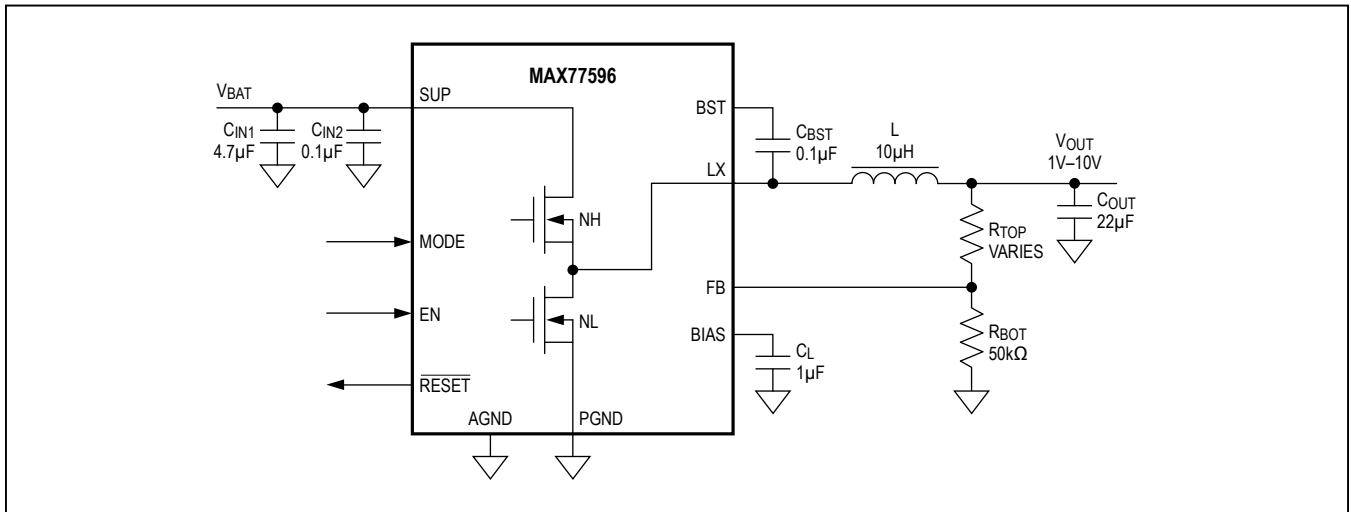 MAX77596
VBAT
SUP
CIN1
4.7µF
CIN2
0.1µF
BST
CBST
0.1µF
L
10µH
VOUT
1V–10V
LX
COUT
22µF
NH
RTOP
VARIES
MODE
FB
EN
NL
RBOT
50kΩ
BIAS
CL
1µF
RESET
AGND
PGND